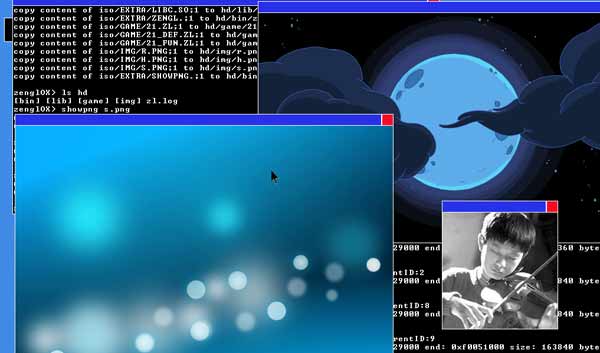 copy content of iso/EXTRA/LIBC.SO;1 to hd/lib/
copy content of iso/EXTRA/ZENGL.;1 to hd/bin/z
copy content of iso/GAME/21.ZL;1 to hd/game/21
copy content of iso/GAME/21_DEF.ZL;1 to hd/gam
copy content of iso/GAME/21_FUN.ZL;1 to hd/gam
copy content of iso/IMG/R.PNG;1 to hd/img/r.pn
copy content of iso/IMG/H.PNG;1 to hd/img/h.pn
copy content of iso/IMG/S.PNG;1 to hd/img/s.pn
copy content of iso/EXTRA/SHOWPNG.;1 to hd/bin
zenglOX> ls hd
[bin] [lib] [game] [img] zl.log
zenglOX> showpng s.png
29000 end
360 byte
entID:2
29000 end
840 byte
rentID:8
29000 end
840 byte
rentID:9
29000 end: 0xf0051000 size: 163840 byte